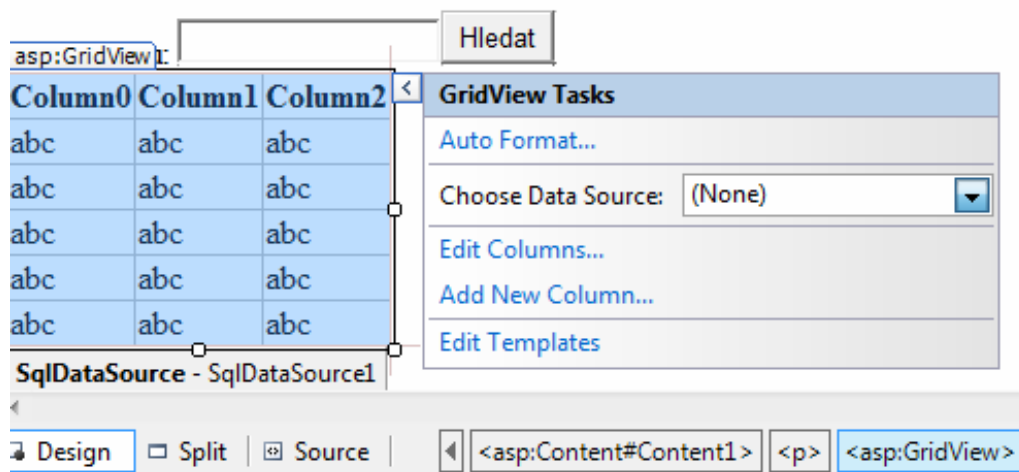 Hledat
asp:GridView
Column0 Column1 Column2
abc abc abc
abc abc abc
abc abc abc
abc abc abc
abc abc abc
SqlDataSource - SqlDataSource1
GridView Tasks
Auto Format...
Choose Data Source: (None)
Edit Columns...
Add New Column...
Edit Templates
Design Split Source <asp:Content#Content1> <p> <asp:GridView>